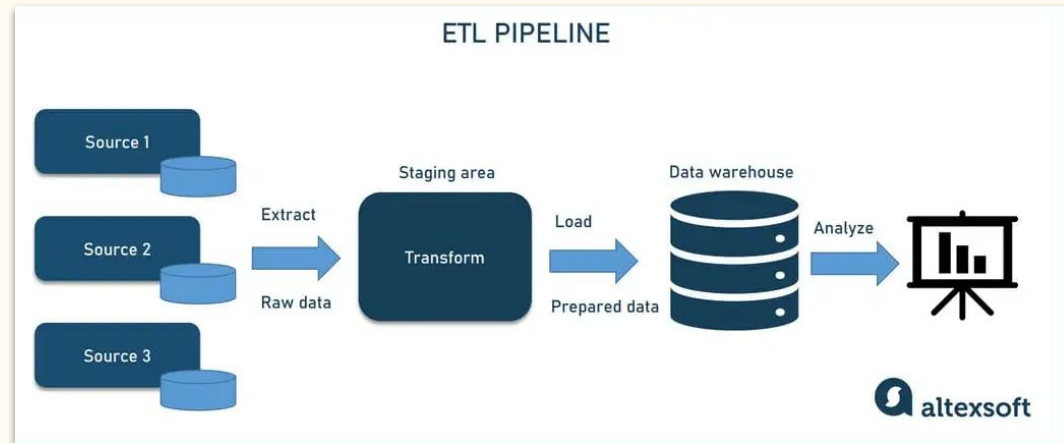 ETL PIPELINE
Source 1
Source 2
Source 3
Extract
Raw data
Staging area
Transform
Load
Prepared data
Data warehouse
Analyze
altexsoft